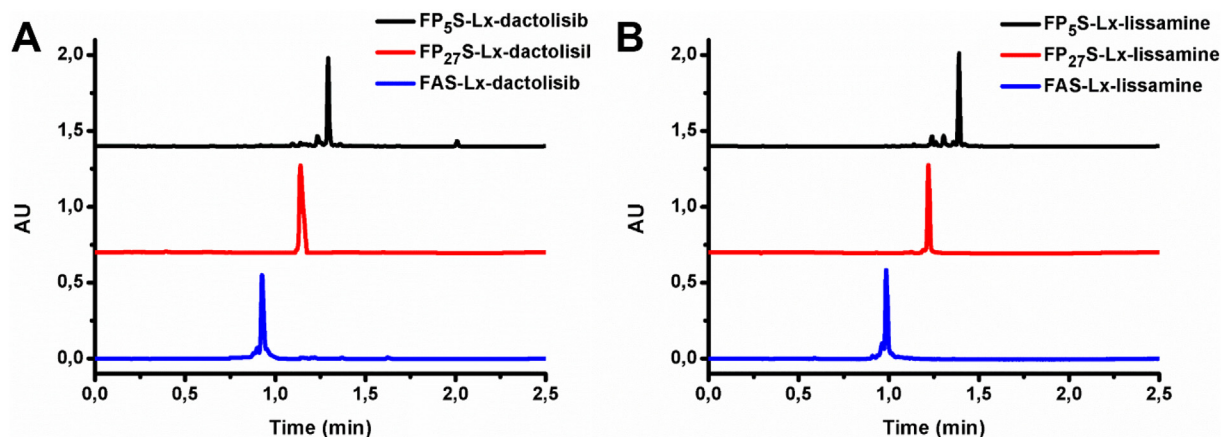 A
FP₅S-Lx-dactolisib
FP₂₇S-Lx-dactolisil
FAS-Lx-dactolisib
2,0
1,5
1,0
0,5
0,0
AU
0,0 0,5 1,0 1,5 2,0 2,5
Time (min)
B
FP₅S-Lx-lissamine
FP₂₇S-Lx-lissamine
FAS-Lx-lissamine
2,0
1,5
1,0
0,5
0,0
AU
0,0 0,5 1,0 1,5 2,0 2,5
Time (min)